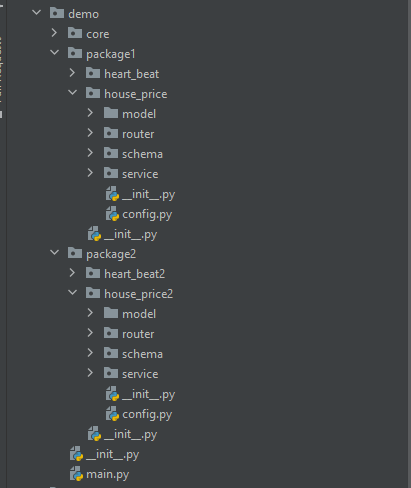 demo
core
package1
heart_beat
house_price
model
router
schema
service
__init__.py
config.py
__init__.py
package2
heart_beat2
house_price2
model
router
schema
service
__init__.py
config.py
__init__.py
__init__.py
main.py